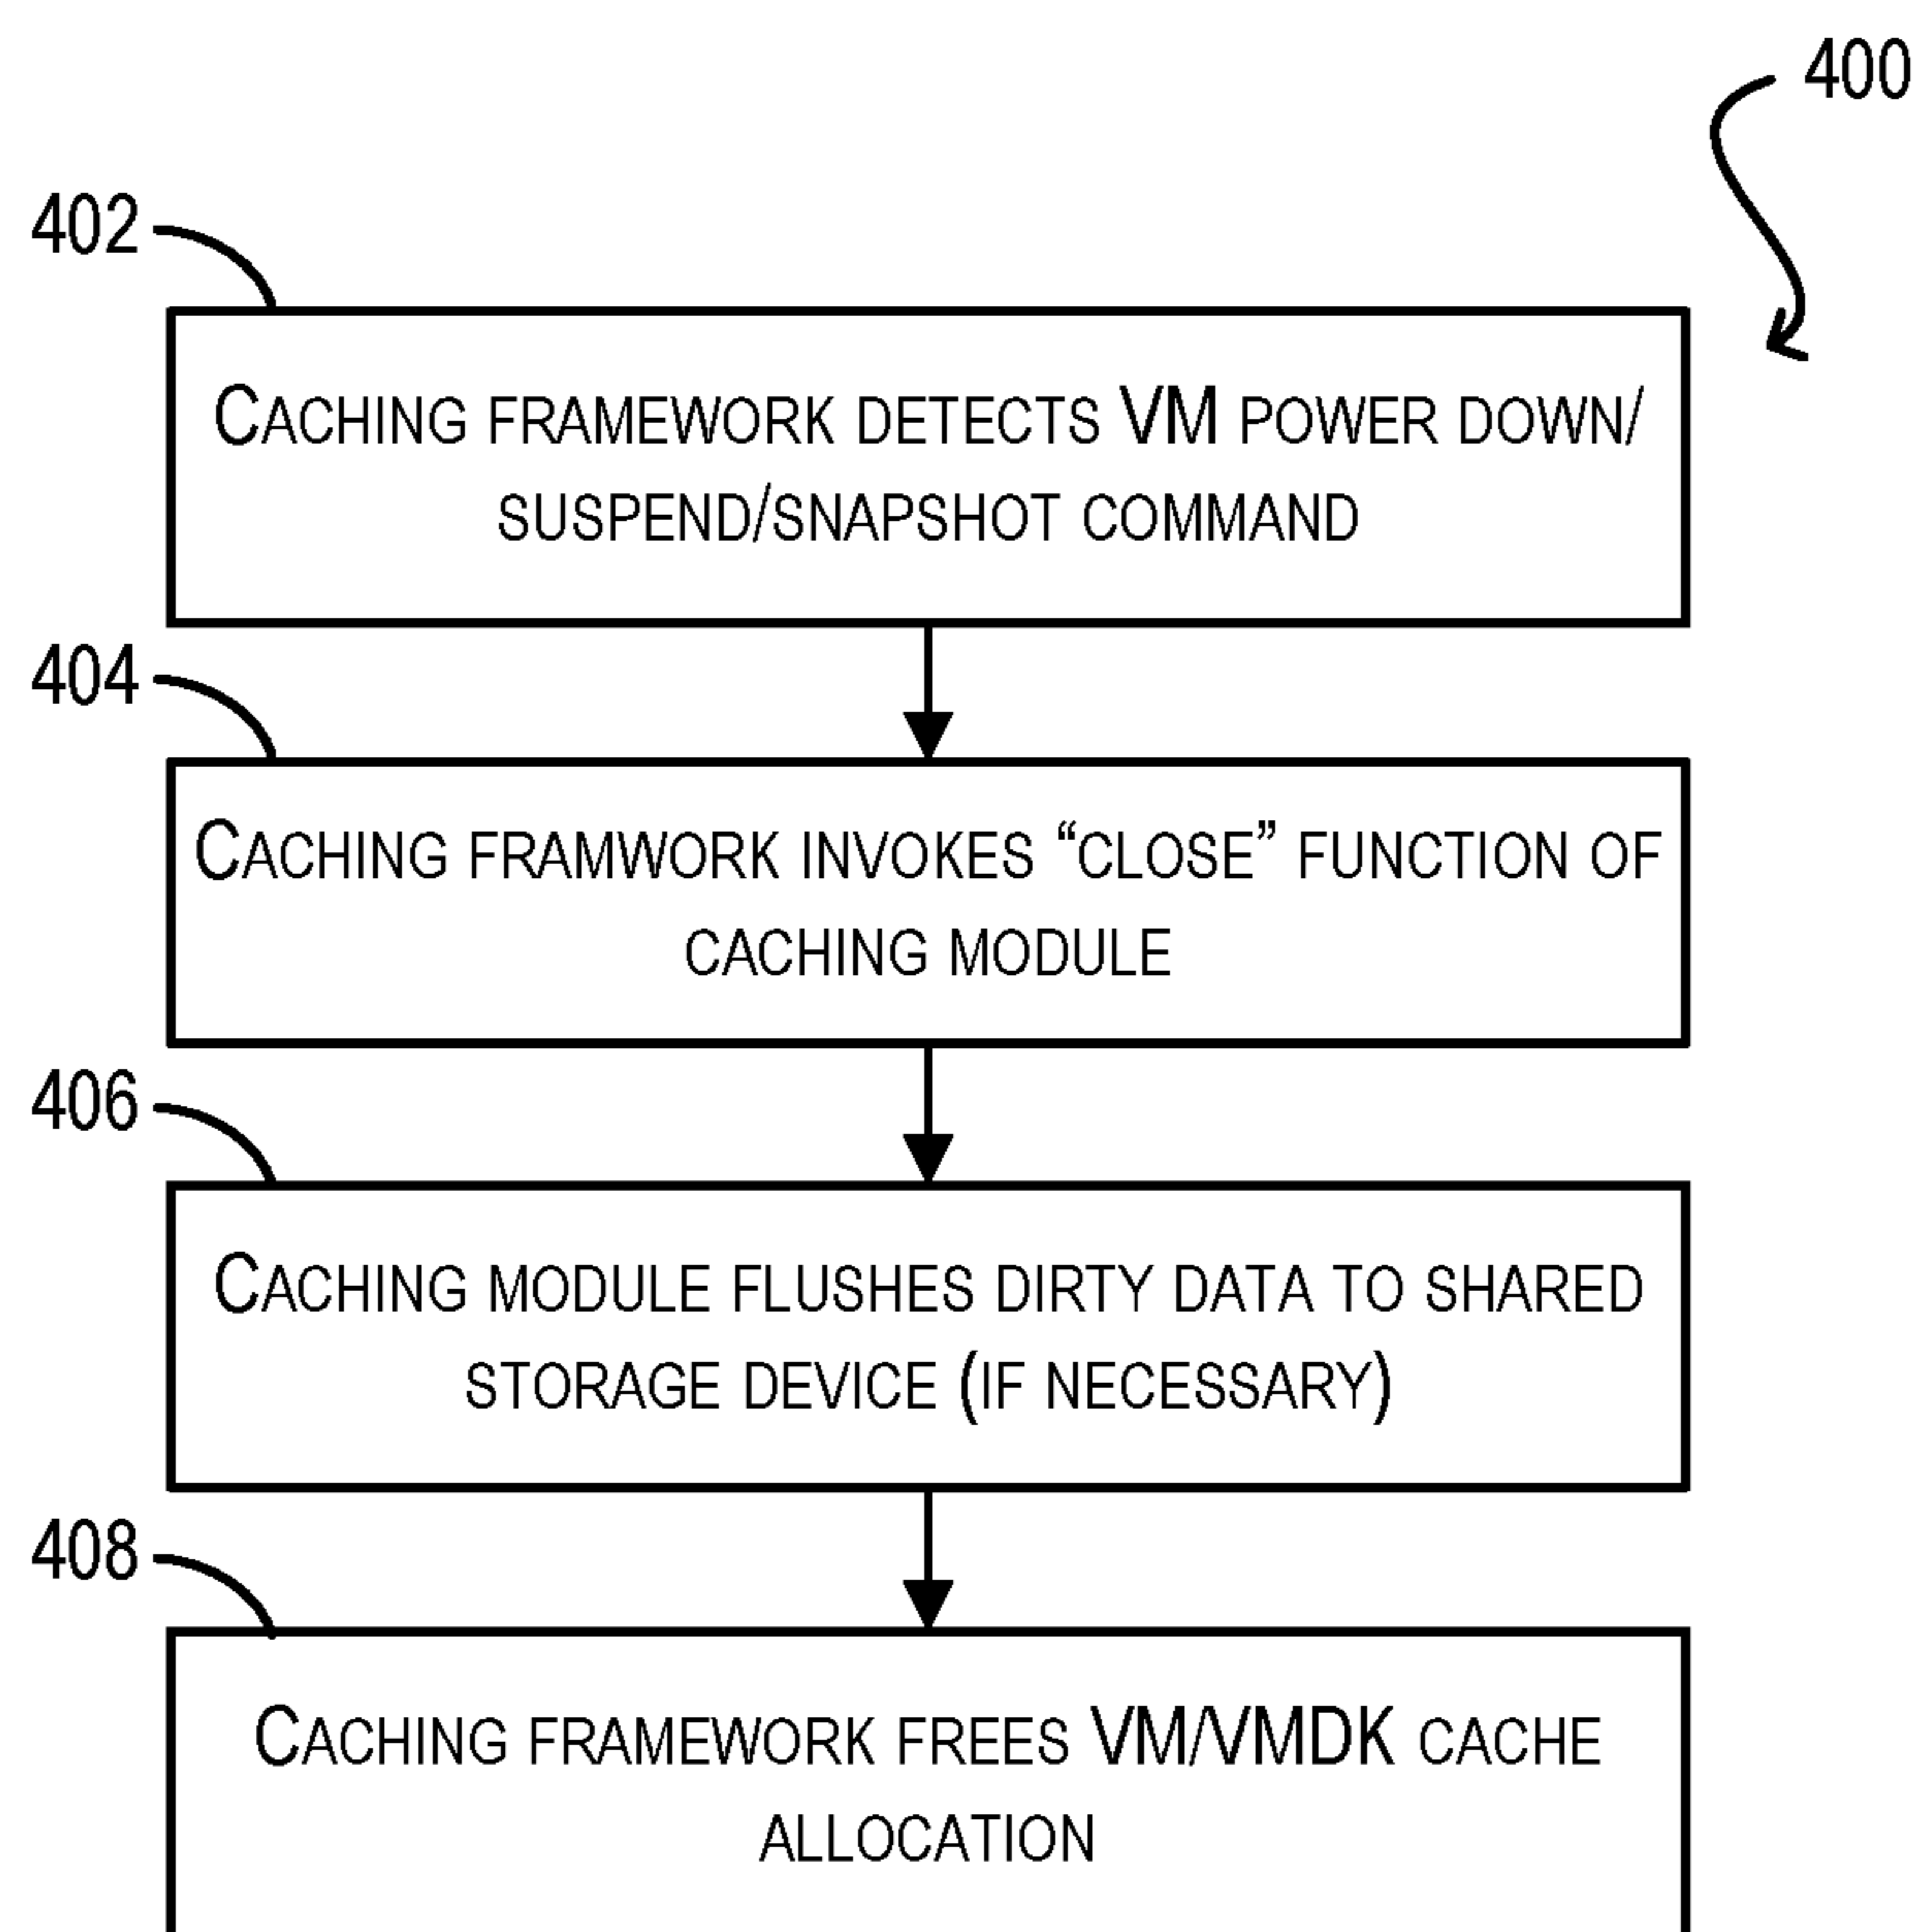 400
402
Caching framework detects VM power down/
suspend/snapshot command
404
Caching framwork invokes “close” function of
caching module
406
Caching module flushes dirty data to shared
storage device (if necessary)
408
Caching framework frees VM/VMDK cache
allocation